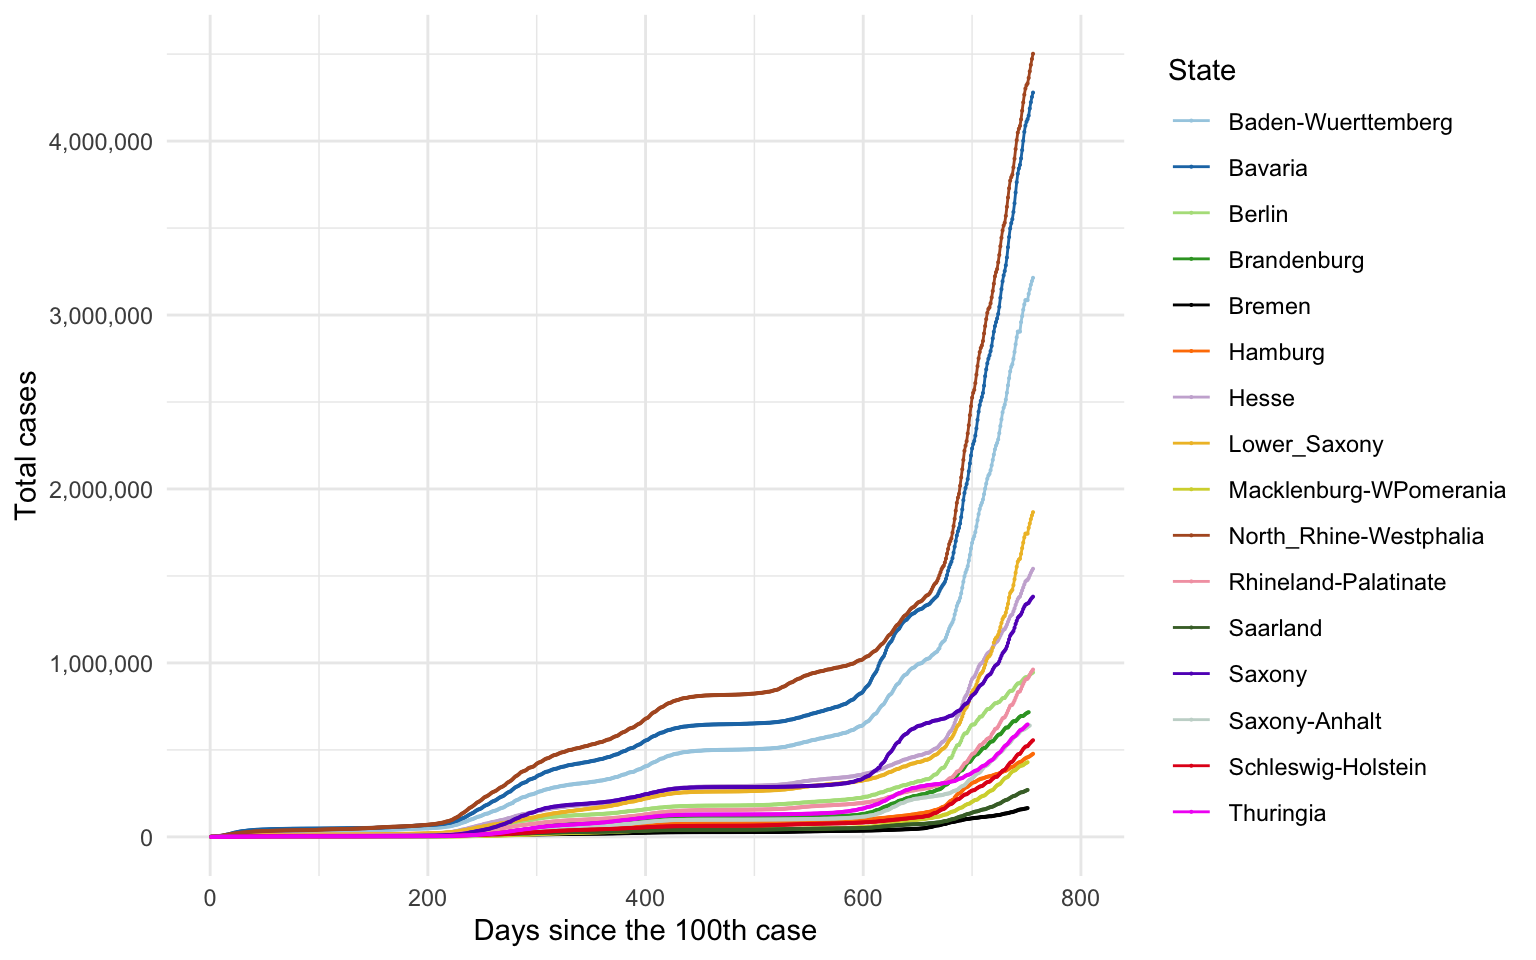 State
Baden-Wuerttemberg
Bavaria
Berlin
Brandenburg
Bremen
Hamburg
Hesse
Lower_Saxony
Macklenburg-WPomerania
North_Rhine-Westphalia
Rhineland-Palatinate
Saarland
Saxony
Saxony-Anhalt
Schleswig-Holstein
Thuringia
Total cases
4,000,000
3,000,000
2,000,000
1,000,000
0
0 200 400 600 800
Days since the 100th case